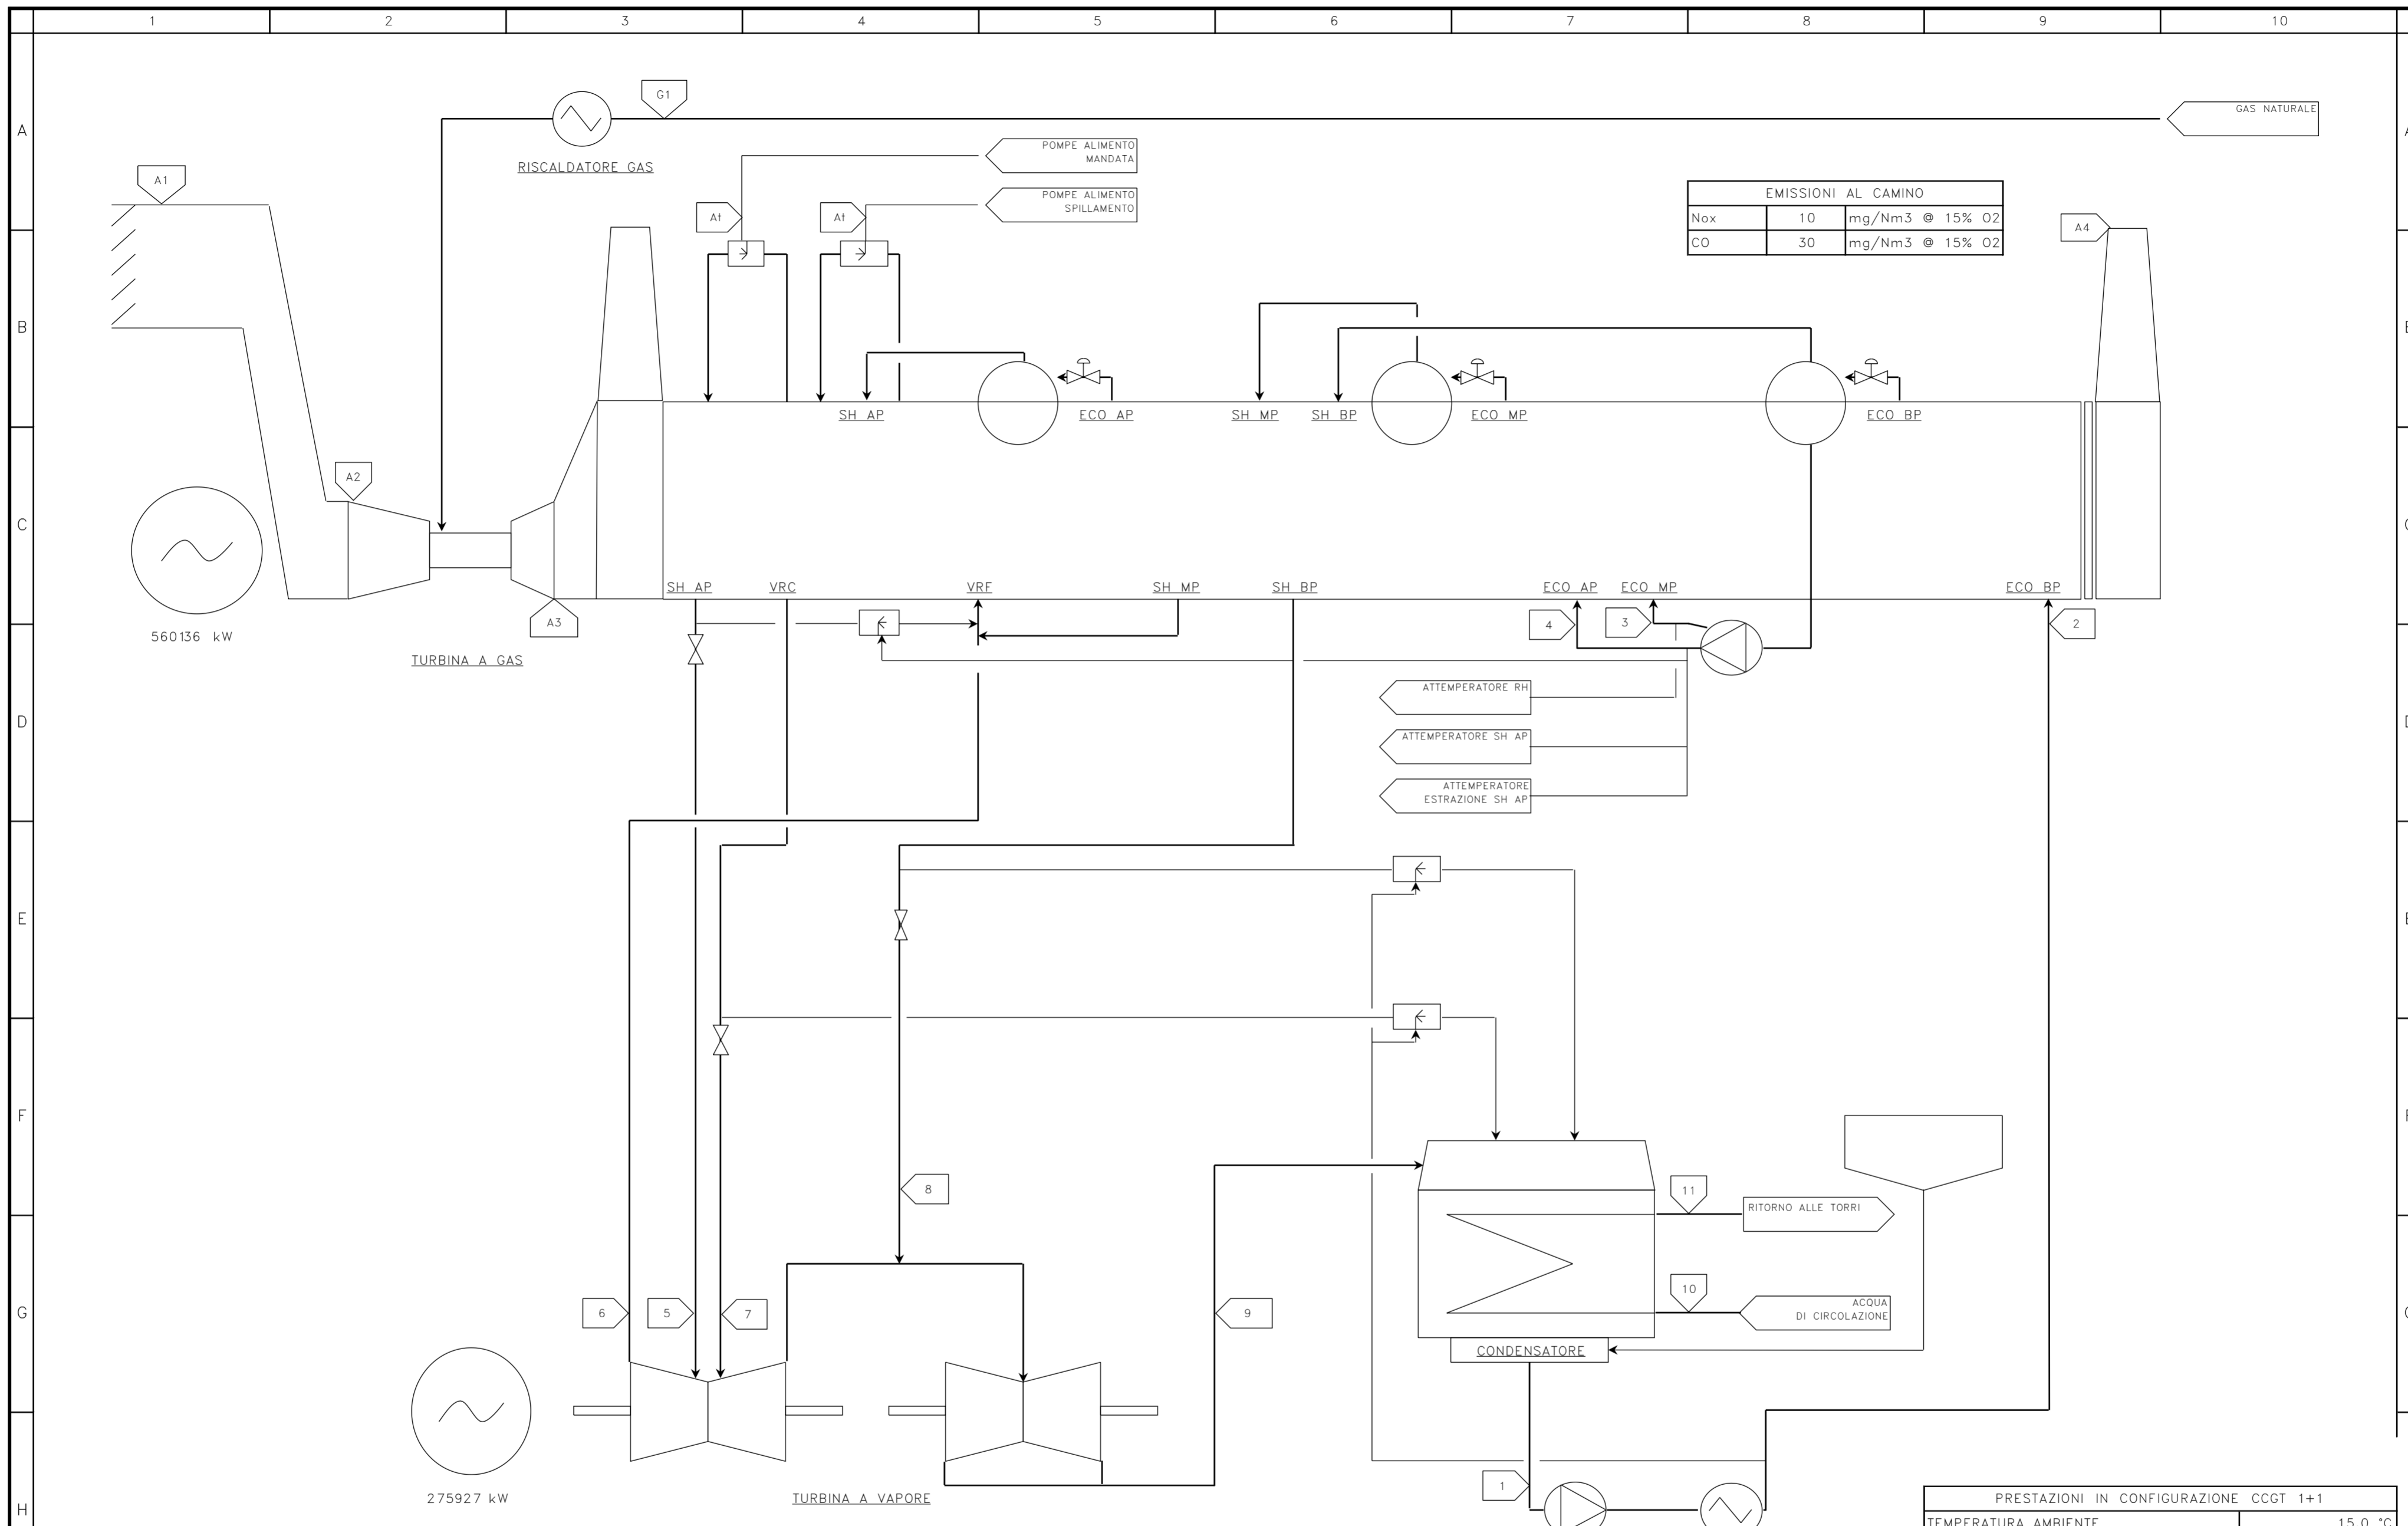 1 2 3 4 5 6 7 8 9 10
A
G1
GAS NATURALE
POMPE ALIMENTO
MANDATA
RISCALDATORE GAS
A1
POMPE ALIMENTO
SPILLAMENTO
At
At
EMISSIONI AL CAMINO
Nox 10 mg/Nm3 @ 15% O2
CO 30 mg/Nm3 @ 15% O2
A4
B
SH AP
ECO AP
SH MP
SH BP
ECO MP
ECO BP
A2
C
SH AP
VRC
VRF
SH MP
SH BP
ECO AP
ECO MP
ECO BP
A3
4
3
2
560136 kW
TURBINA A GAS
ATTEMPERATORE RH
D
ATTEMPERATORE SH AP
ATTEMPERATORE
ESTRAZIONE SH AP
E
F
8
11
RITORNO ALLE TORRI
10
ACQUA
DI CIRCOLAZIONE
G
6
5
7
9
CONDENSATORE
1
275927 kW
TURBINA A VAPORE
H
PRESTAZIONI IN CONFIGURAZIONE CCGT 1+1
TEMPERATURA AMBIENTE 15.0 °C